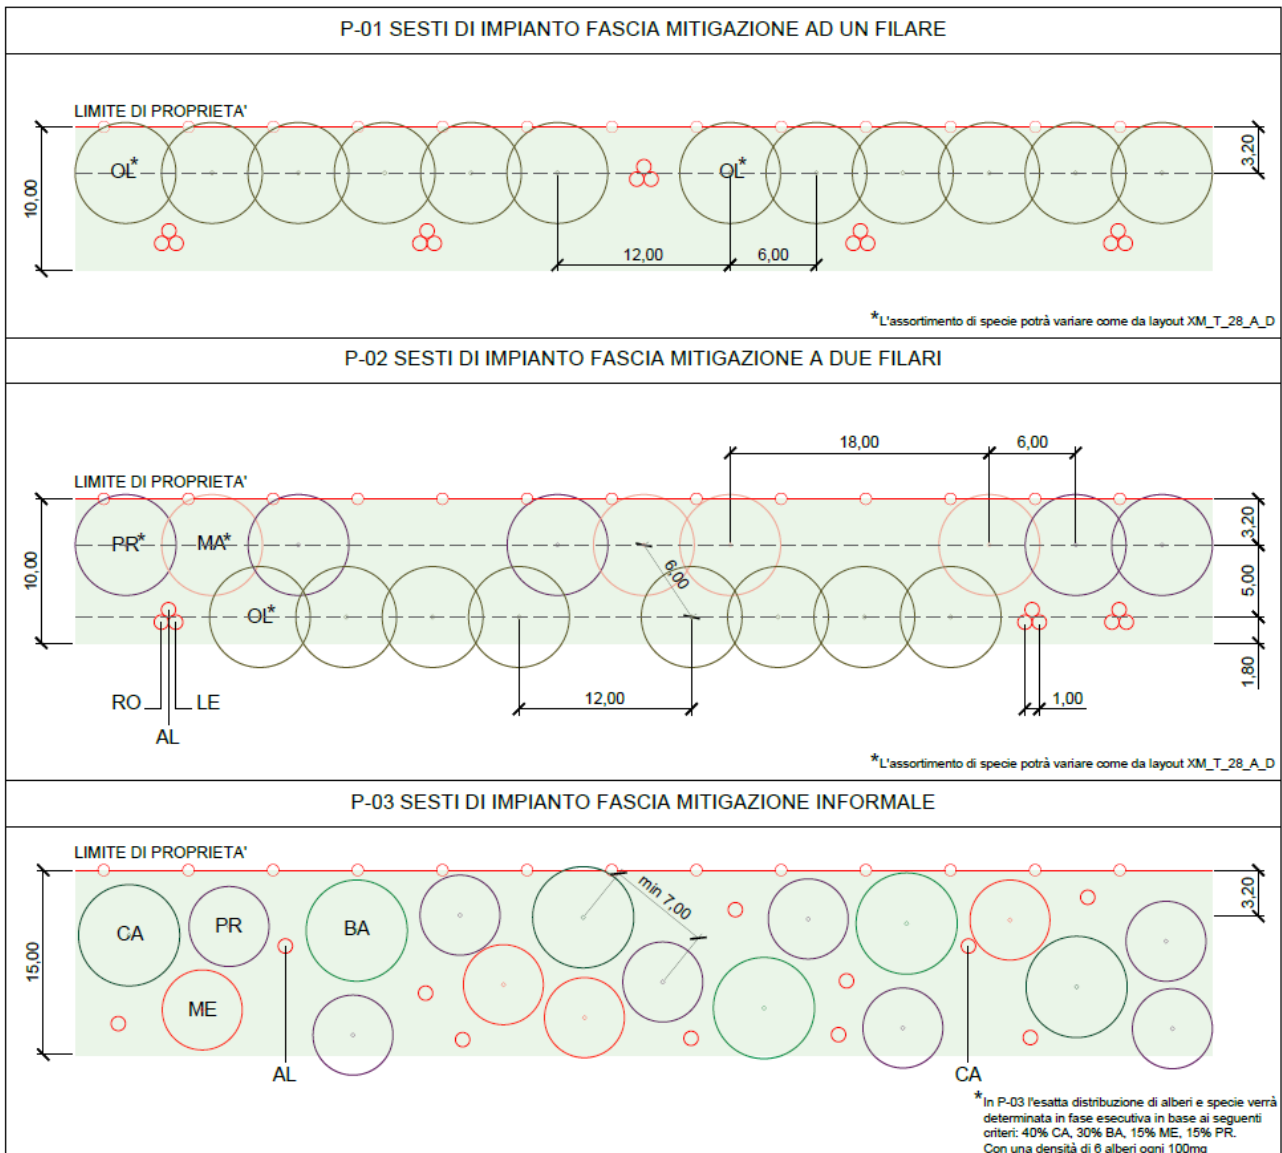 P-01 SESTI DI IMPIANTO FASCIA MITIGAZIONE AD UN FILARE
LIMITE DI PROPRIETA'
10,00
OL*
OL*
3,20
12,00
6,00
*L'assortimento di specie potrà variare come da layout XM_T_28_A_D
P-02 SESTI DI IMPIANTO FASCIA MITIGAZIONE A DUE FILARI
18,00
6,00
LIMITE DI PROPRIETA'
10,00
PR*
MA*
3,20
6,00
5,00
OL*
1,80
RO
LE
AL
12,00
1,00
*L'assortimento di specie potrà variare come da layout XM_T_28_A_D
P-03 SESTI DI IMPIANTO FASCIA MITIGAZIONE INFORMALE
LIMITE DI PROPRIETA'
15,00
CA
PR
BA
min 7,00
3,20
ME
AL
CA
*In P-03 l'esatta distribuzione di alberi e specie verrà
determinata in fase esecutiva in base ai seguenti
criteri: 40% CA, 30% BA, 15% ME, 15% PR.
Con una densità di 6 alberi ogni 100mq